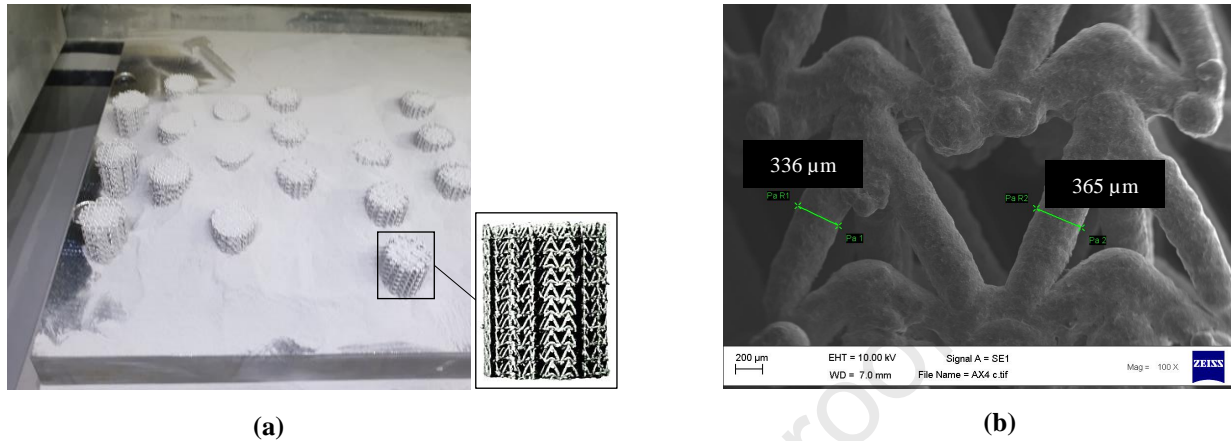 336 µm
365 µm
Pa R1
Pa R2
Pa 1
Pa 2
200 µm
EHT = 10.00 kV
Signal A = SE1
WD = 7.0 mm
File Name = AX4 c.tif
Mag = 100 X
ZEISS
(a)
(b)